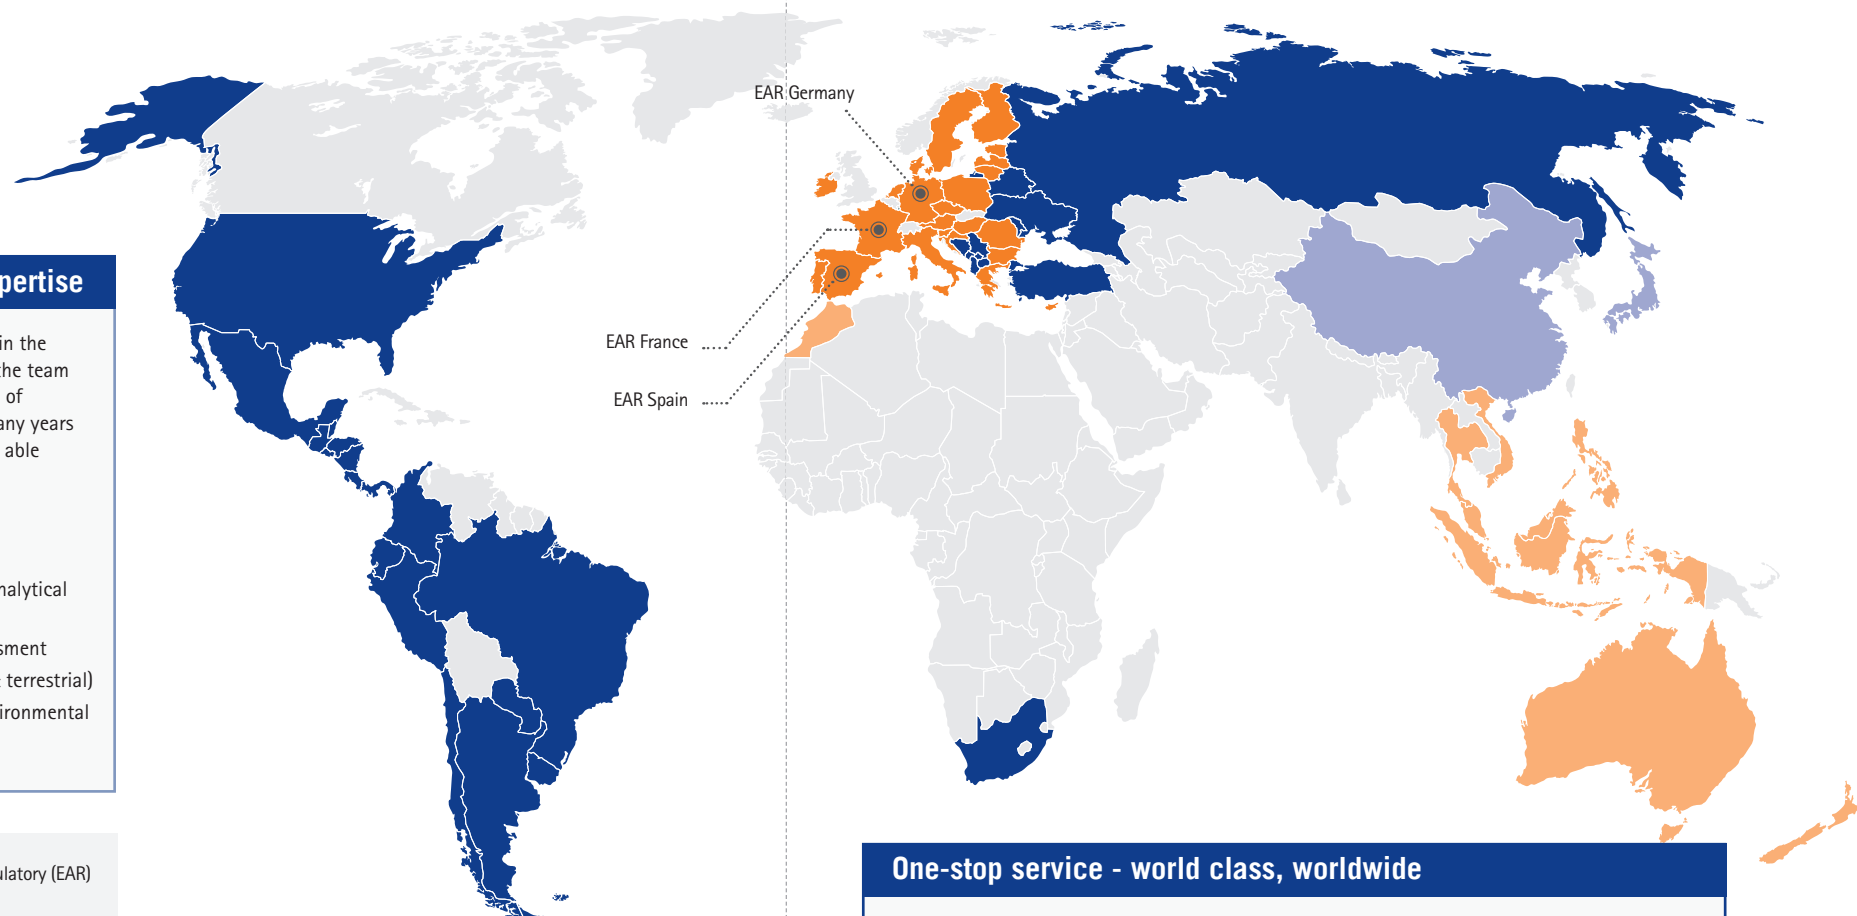 EAR Germany
EAR France
EAR Spain
pertise
in the
the team
of
any years
able
nalytical
sment
terrestrial)
ironmental
ulatory (EAR)
One-stop service - world class, worldwide